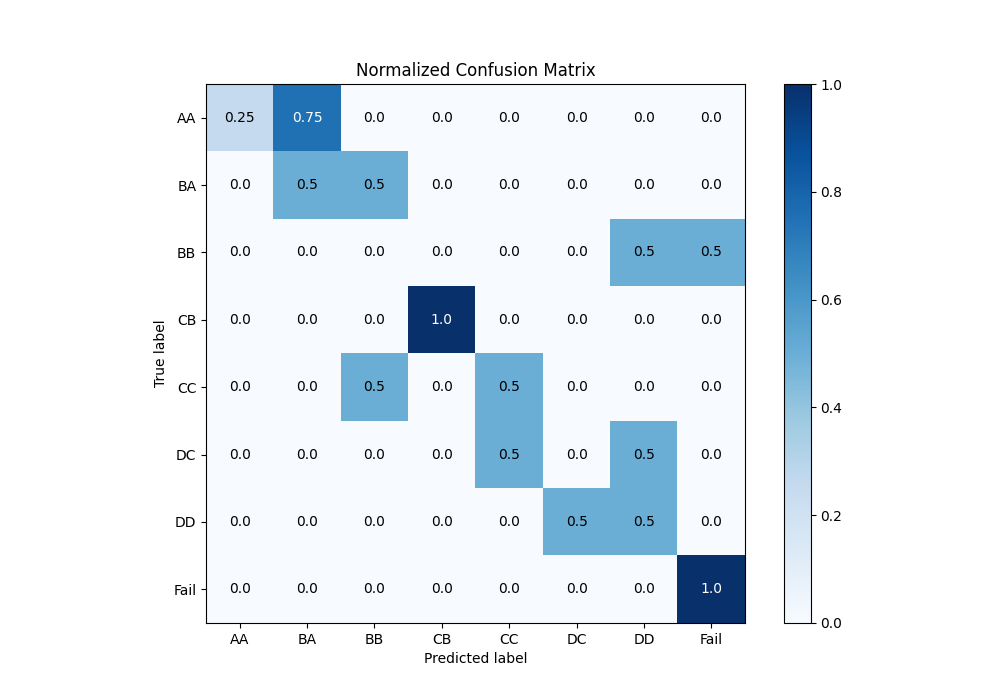 Normalized Confusion Matrix
True label
AA 0.25 0.75 0.0 0.0 0.0 0.0 0.0 0.0
BA 0.0 0.5 0.5 0.0 0.0 0.0 0.0 0.0
BB 0.0 0.0 0.0 0.0 0.0 0.0 0.5 0.5
CB 0.0 0.0 0.0 1.0 0.0 0.0 0.0 0.0
CC 0.0 0.0 0.5 0.0 0.5 0.0 0.0 0.0
DC 0.0 0.0 0.0 0.0 0.5 0.0 0.5 0.0
DD 0.0 0.0 0.0 0.0 0.0 0.5 0.5 0.0
Fail 0.0 0.0 0.0 0.0 0.0 0.0 0.0 1.0
AA BA BB CB CC DC DD Fail
Predicted label
1.0
0.8
0.6
0.4
0.2
0.0